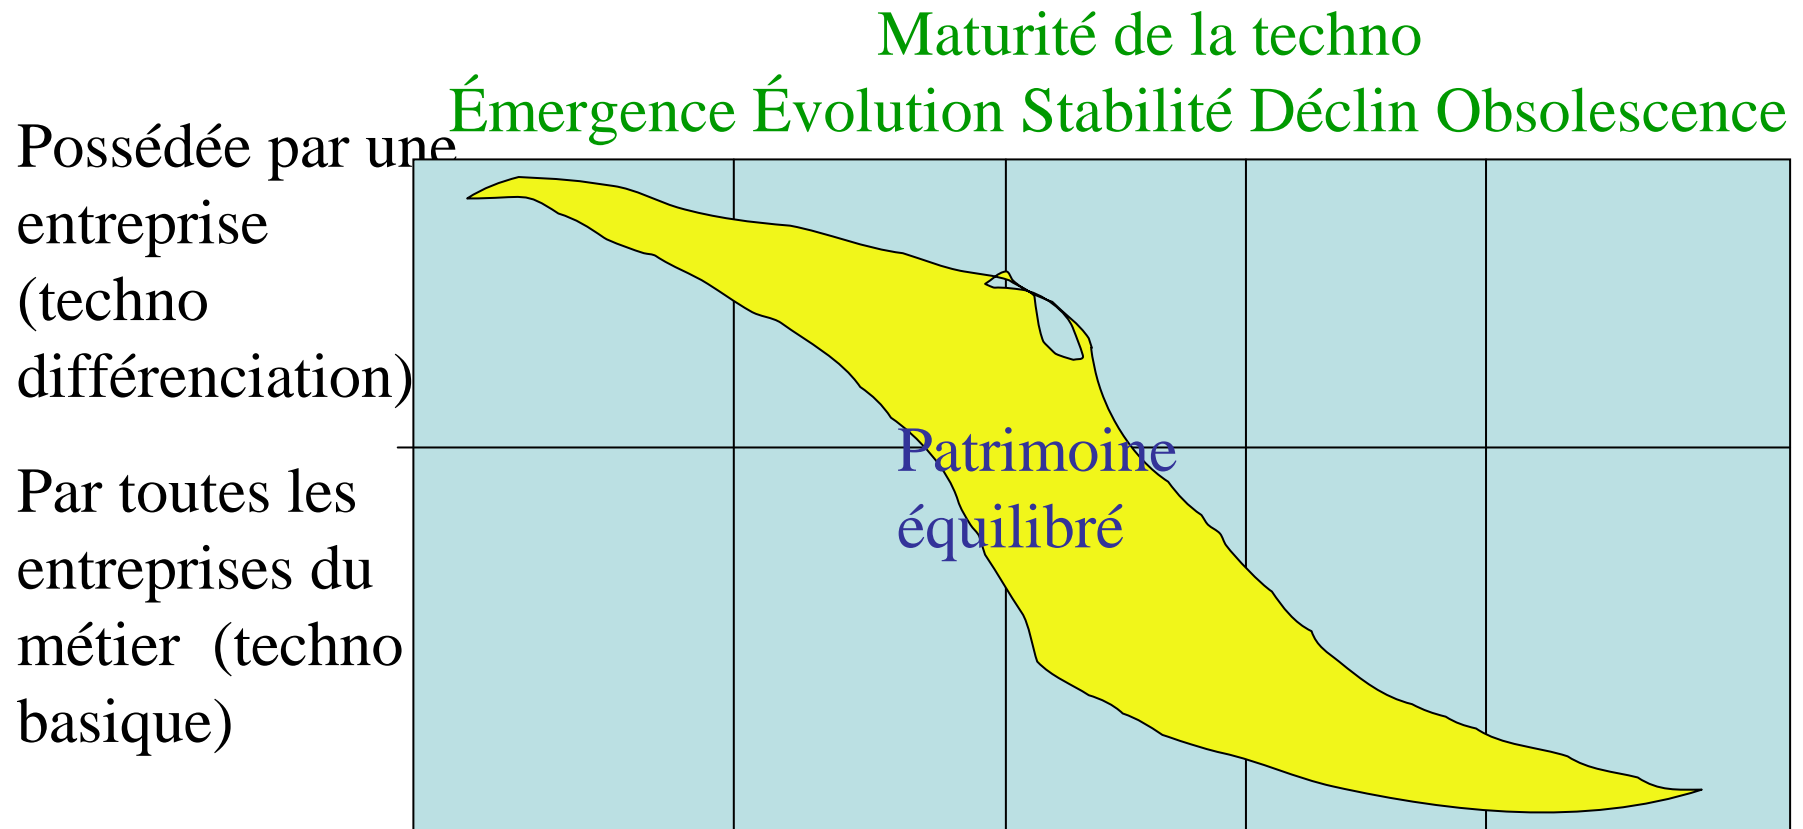 Maturité de la techno
Émergence Évolution Stabilité Déclin Obsolescence
Possédée par une
entreprise
(techno
différenciation)
Par toutes les
entreprises du
métier (techno
basique)
Patrimoine
équilibré